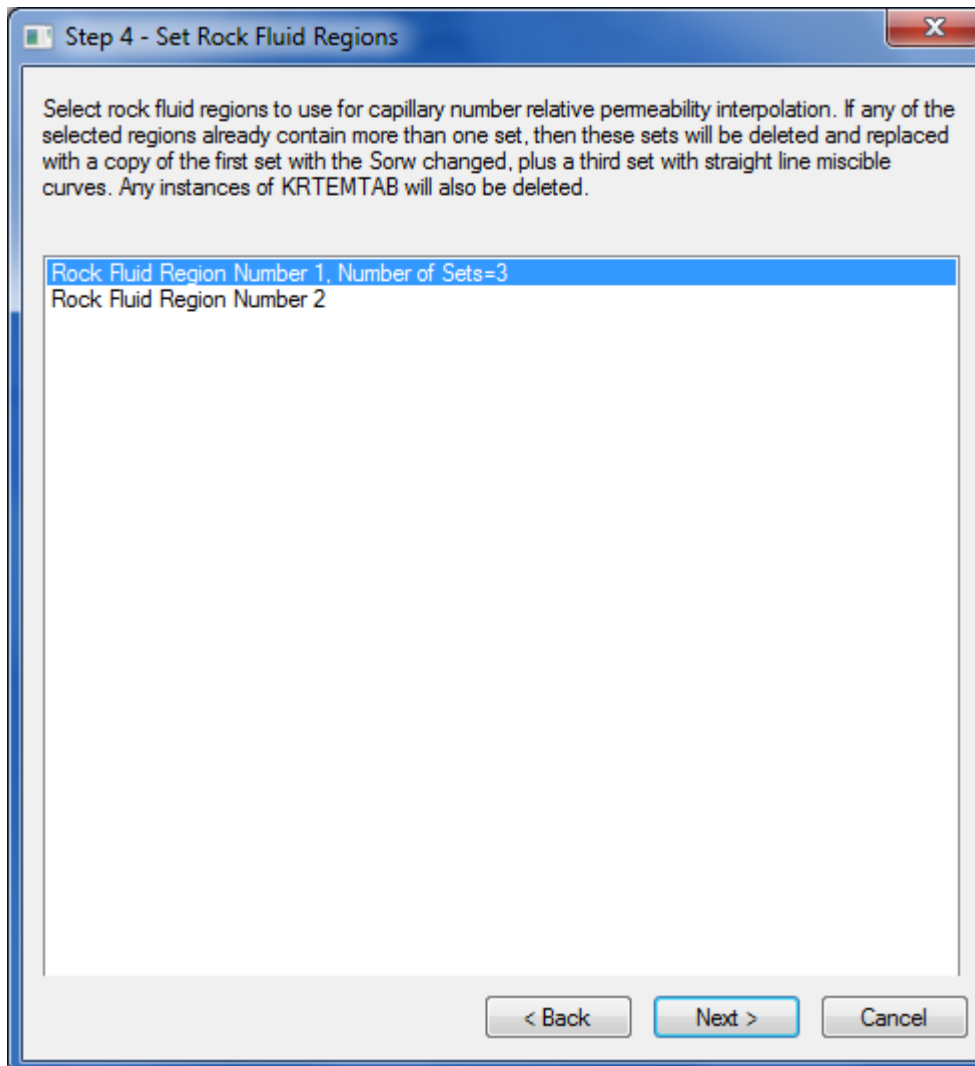 Step 4 - Set Rock Fluid Regions
Select rock fluid regions to use for capillary number relative permeability interpolation. If any of the
selected regions already contain more than one set, then these sets will be deleted and replaced
with a copy of the first set with the Sorw changed, plus a third set with straight line miscible
curves. Any instances of KRTEMTAB will also be deleted.
Rock Fluid Region Number 1, Number of Sets=3
Rock Fluid Region Number 2
< Back Next > Cancel